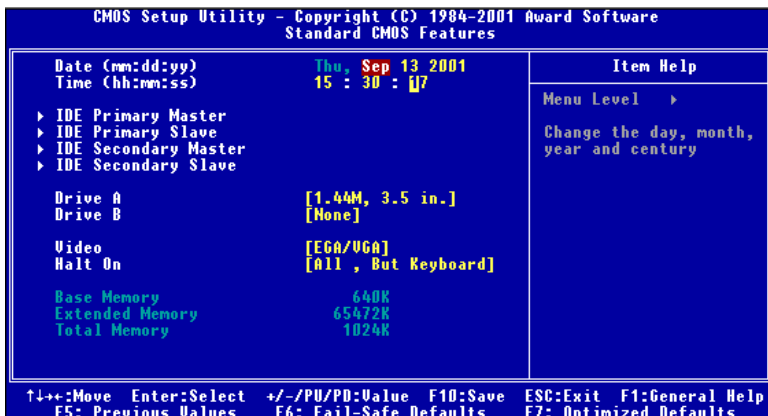 CMOS Setup Utility - Copyright (C) 1984-2001 Award Software
Standard CMOS Features
Date (mm:dd:yy) Thu, Sep 13 2001
Time (hh:mm:ss) 15 : 30 : 17
IDE Primary Master
IDE Primary Slave
IDE Secondary Master
IDE Secondary Slave
Drive A [1.44M, 3.5 in.]
Drive B [None]
Video [EGA/VGA]
Halt On [All , But Keyboard]
Base Memory 640K
Extended Memory 65472K
Total Memory 1024K
Item Help
Menu Level
Change the day, month,
year and century
↑↓→←:Move Enter:Select +/-/PU/PD:Value F10:Save ESC:Exit F1:General Help
F5: Previous Values F6: Fail-Safe Defaults F7: Optimized Defaults